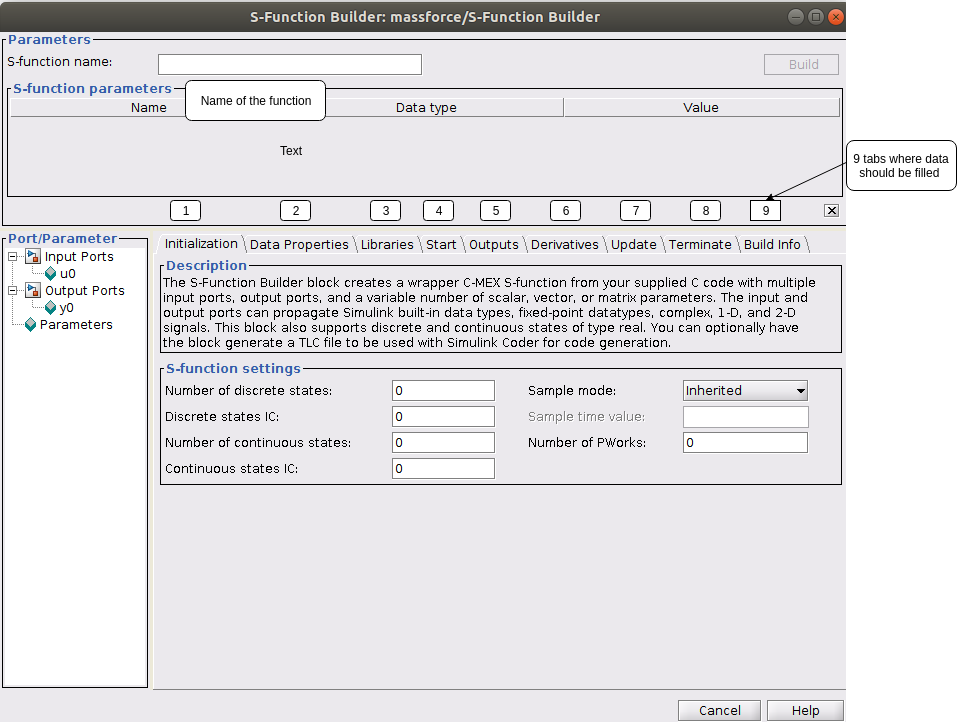 S-Function Builder: massforce/S-Function Builder
Parameters
S-function name:
Build
S-function parameters
Name
Data type
Value
Name of the function
Text
9 tabs where data
should be filled
1 2 3 4 5 6 7 8 9
Port/Parameter
Input Ports
u0
Output Ports
y0
Parameters
Initialization Data Properties Libraries Start Outputs Derivatives Update Terminate Build Info
Description
The S-Function Builder block creates a wrapper C-MEX S-function from your supplied C code with multiple
input ports, output ports, and a variable number of scalar, vector, or matrix parameters. The input and
output ports can propagate Simulink built-in data types, fixed-point datatypes, complex, 1-D, and 2-D
signals. This block also supports discrete and continuous states of type real. You can optionally have
the block generate a TLC file to be used with Simulink Coder for code generation.
S-function settings
Number of discrete states: 0 Sample mode: Inherited
Discrete states IC: 0 Sample time value:
Number of continuous states: 0 Number of PWorks: 0
Continuous states IC: 0
Cancel Help